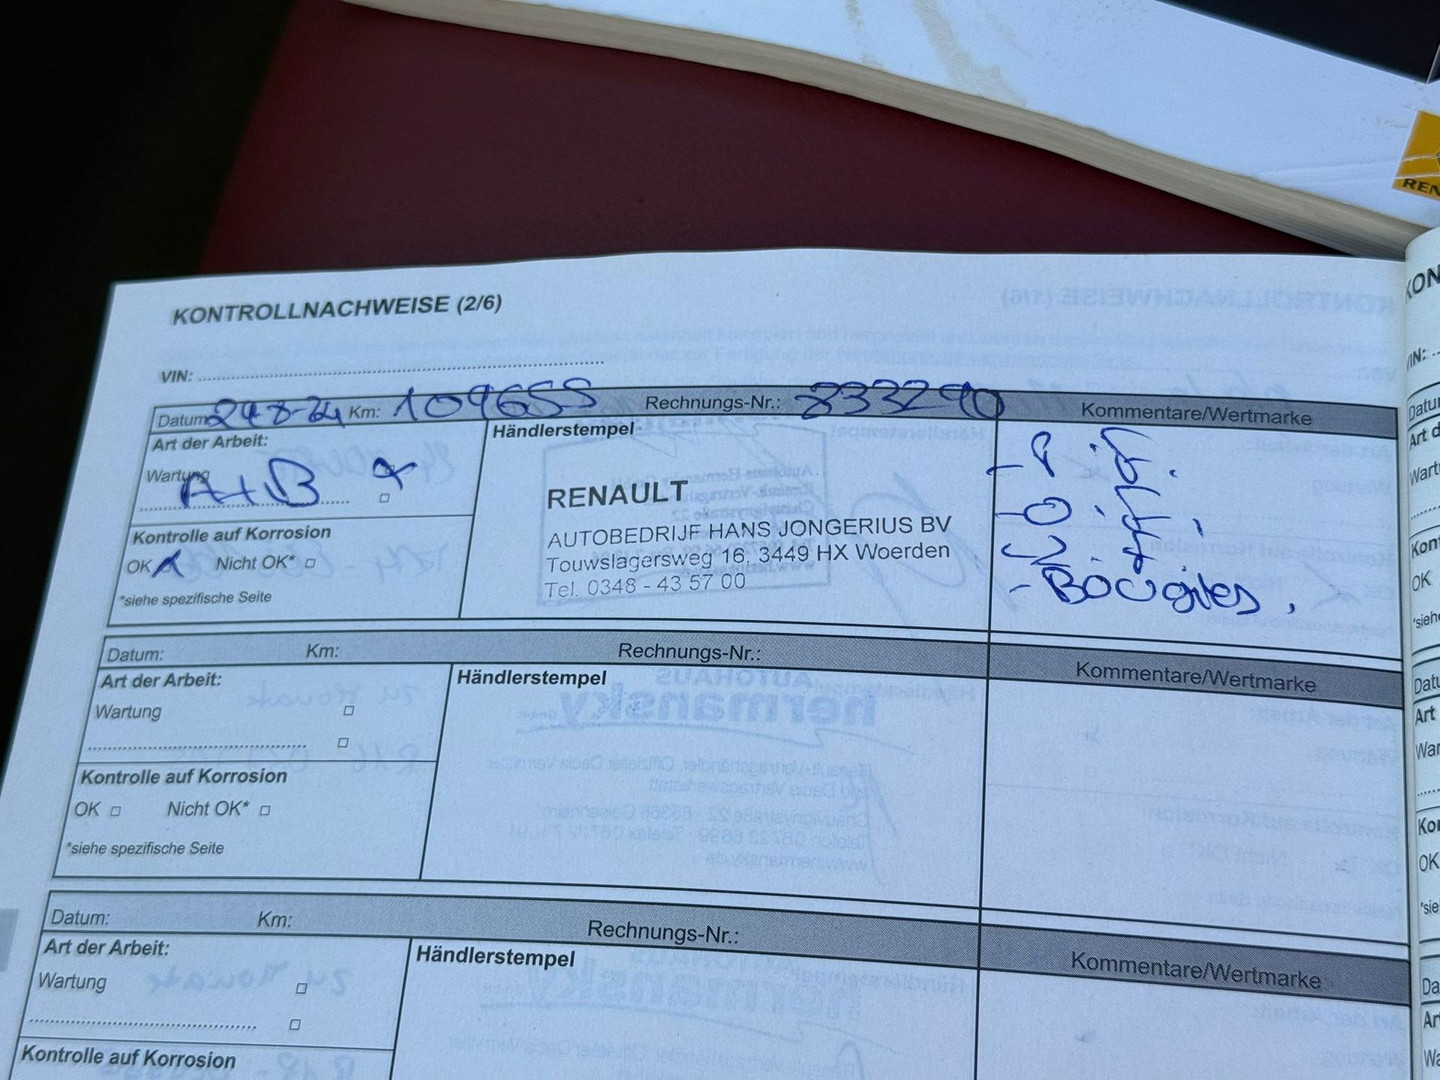 KONTROLLNACHWEISE (2/6)
VIN:
Datum: 24-8-24 Km: 109655 Rechnungs-Nr.: 833290 Kommentare/Wertmarke
Art der Arbeit:
Wartung
A+B
Kontrolle auf Korrosion
OK Nicht OK*
*siehe spezifische Seite
Händlerstempel
RENAULT
AUTOBEDRIJF HANS JONGERIUS BV
Touwslagersweg 16 3449 HX Woerden
Tel. 0348 - 43 57 00
- O.f.
- Bougies.
Datum: Km: Rechnungs-Nr.: Kommentare/Wertmarke
Art der Arbeit:
Wartung
Kontrolle auf Korrosion
OK Nicht OK*
*siehe spezifische Seite
Händlerstempel
Datum: Km: Rechnungs-Nr.: Kommentare/Wertmarke
Art der Arbeit:
Wartung
Kontrolle auf Korrosion
Händlerstempel